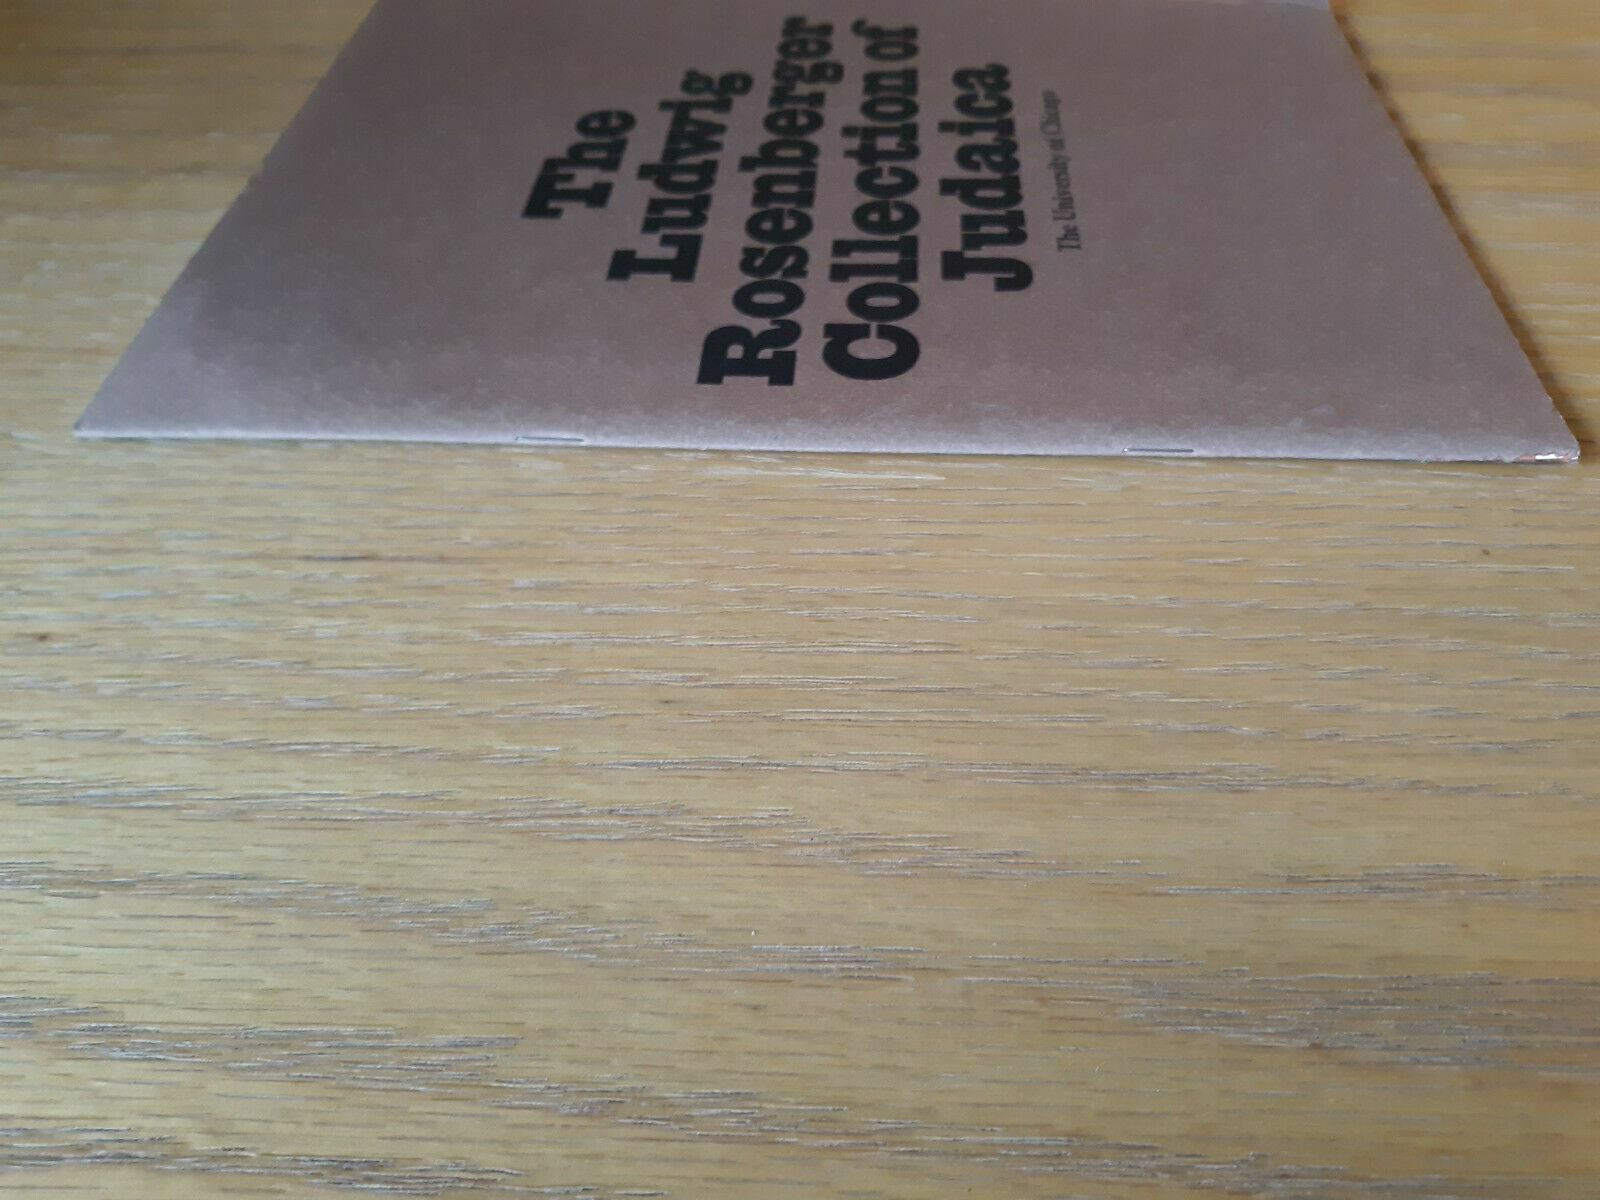 The
Ludwig
Rosenberger
Collection of
Judaica
The University of Chicago